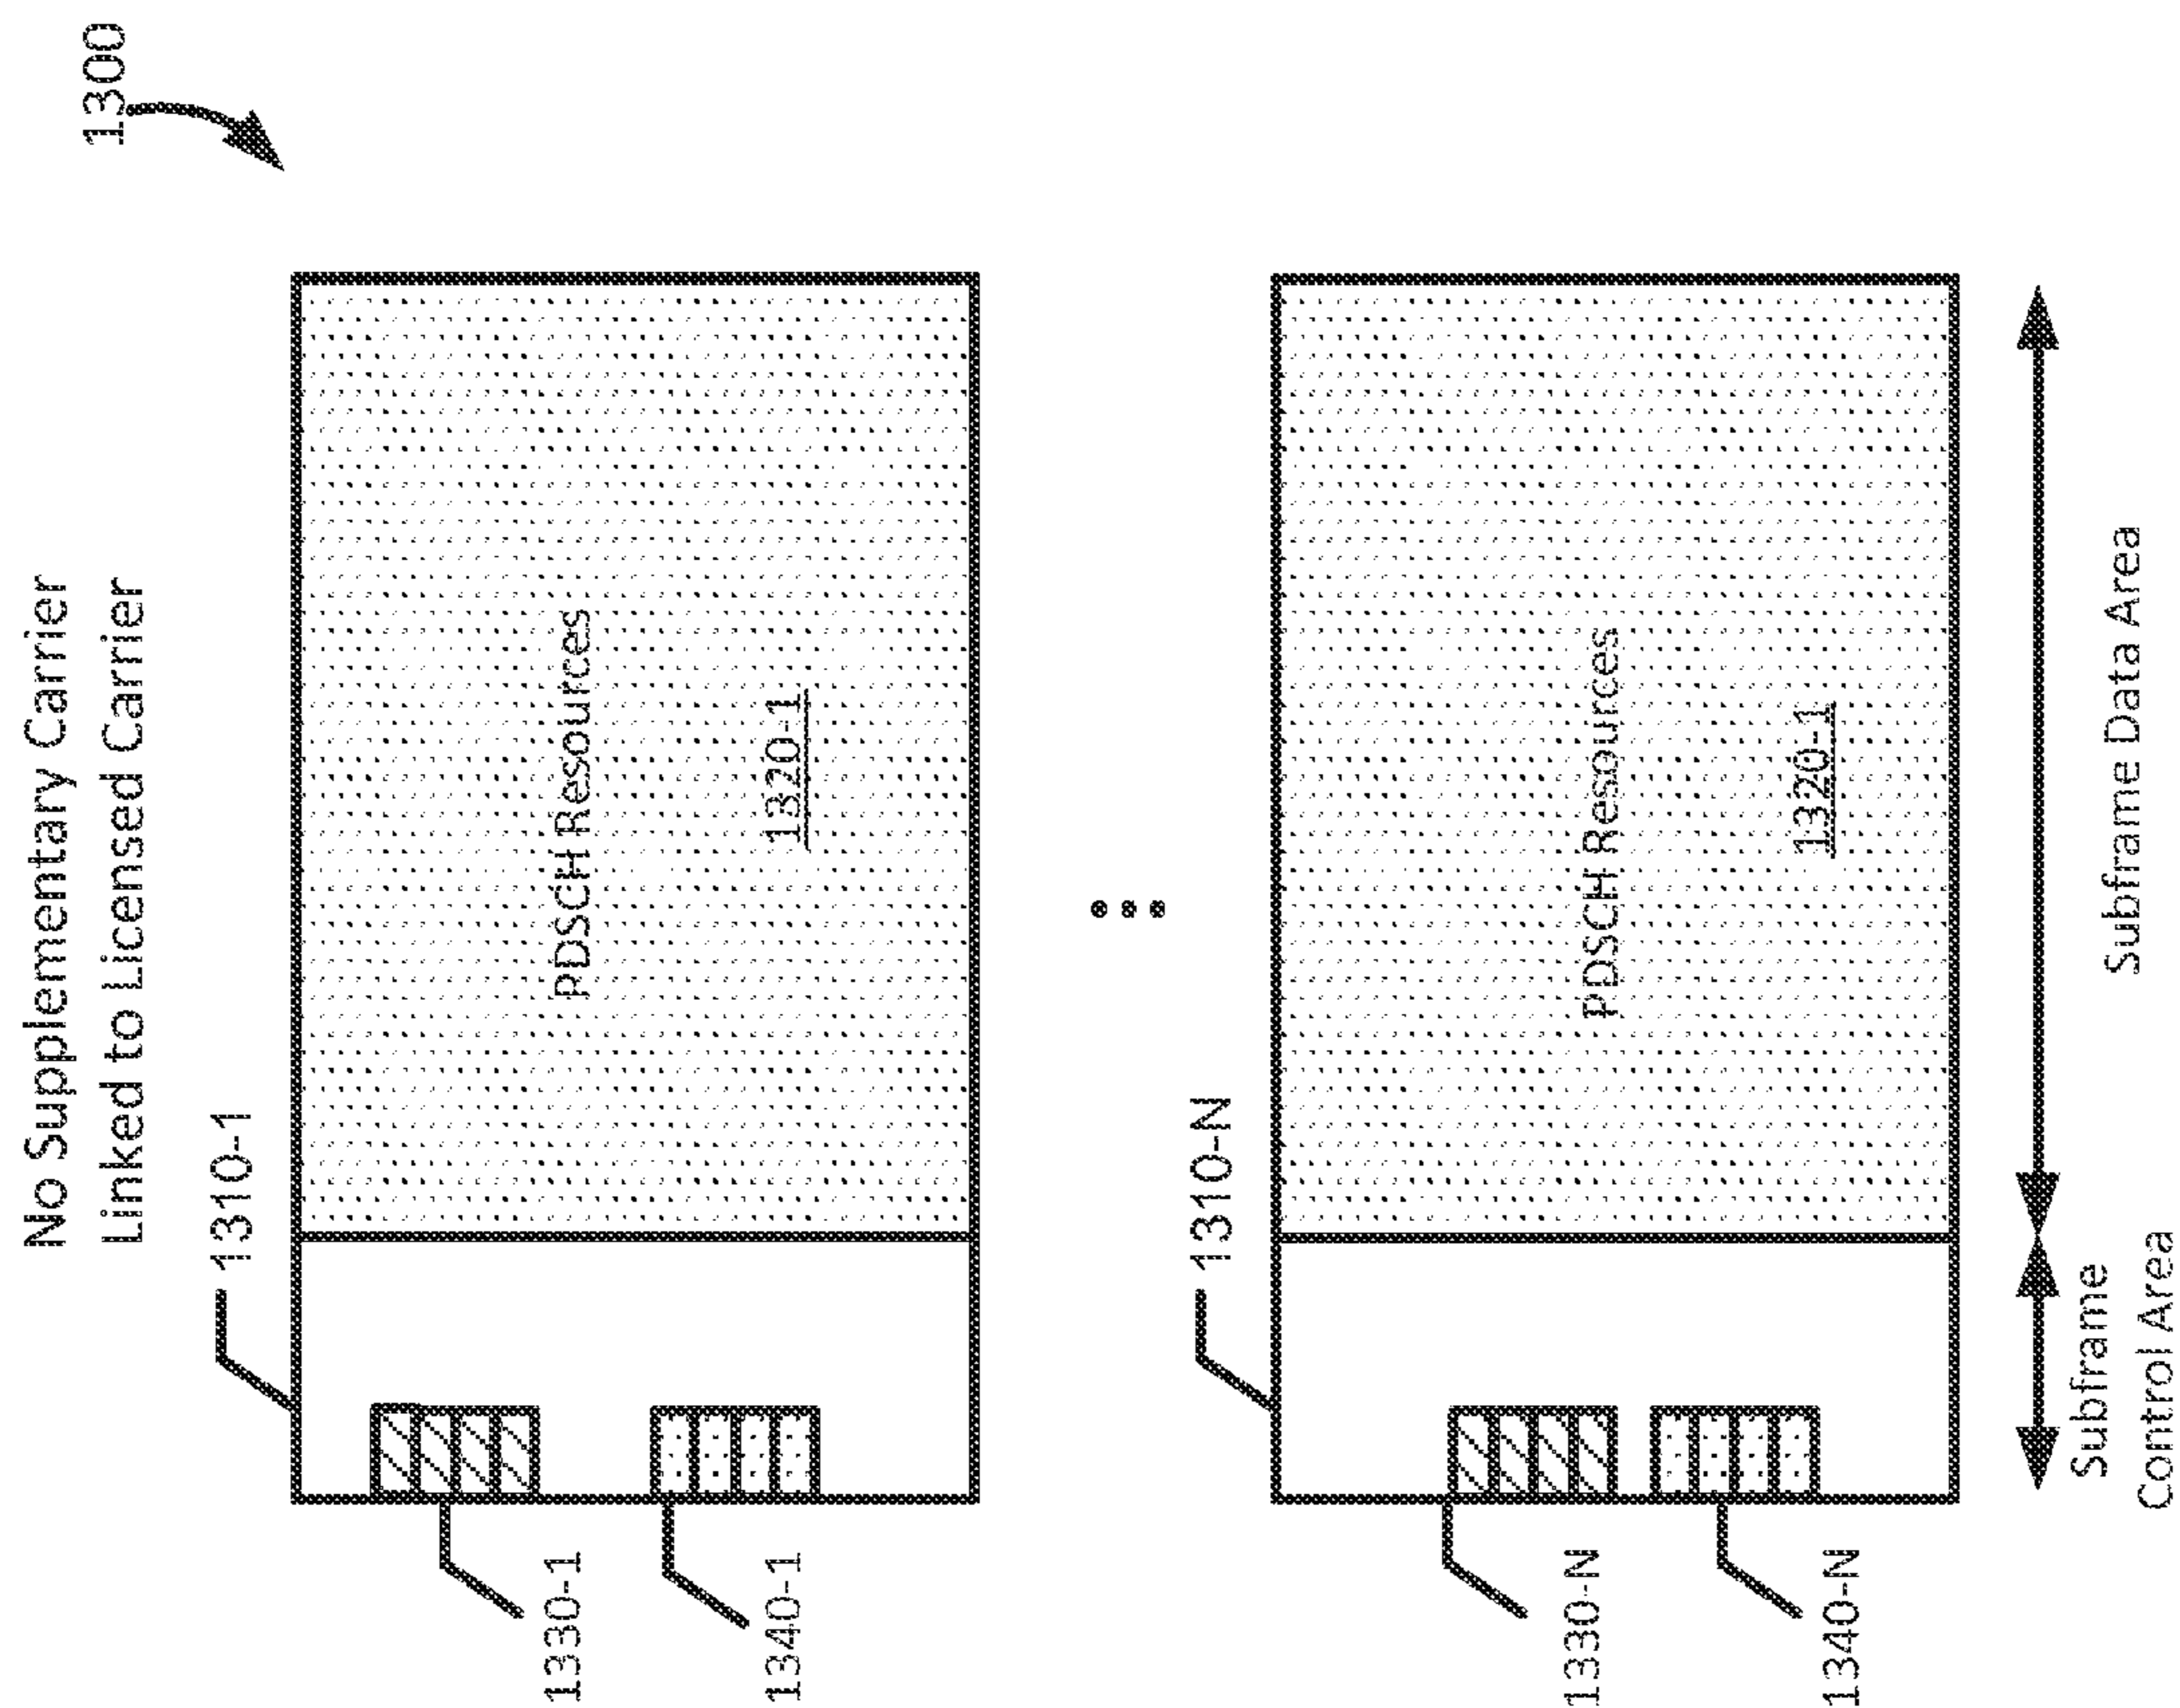 1300
No Supplementary Carrier
Linked to Licensed Carrier
1310-1
PDSCH Resources
1320-1
1330-1
1340-1
1310-N
PDSCH Resources
1320-1
1330-N
1340-N
Subframe
Control Area
Subframe Data Area